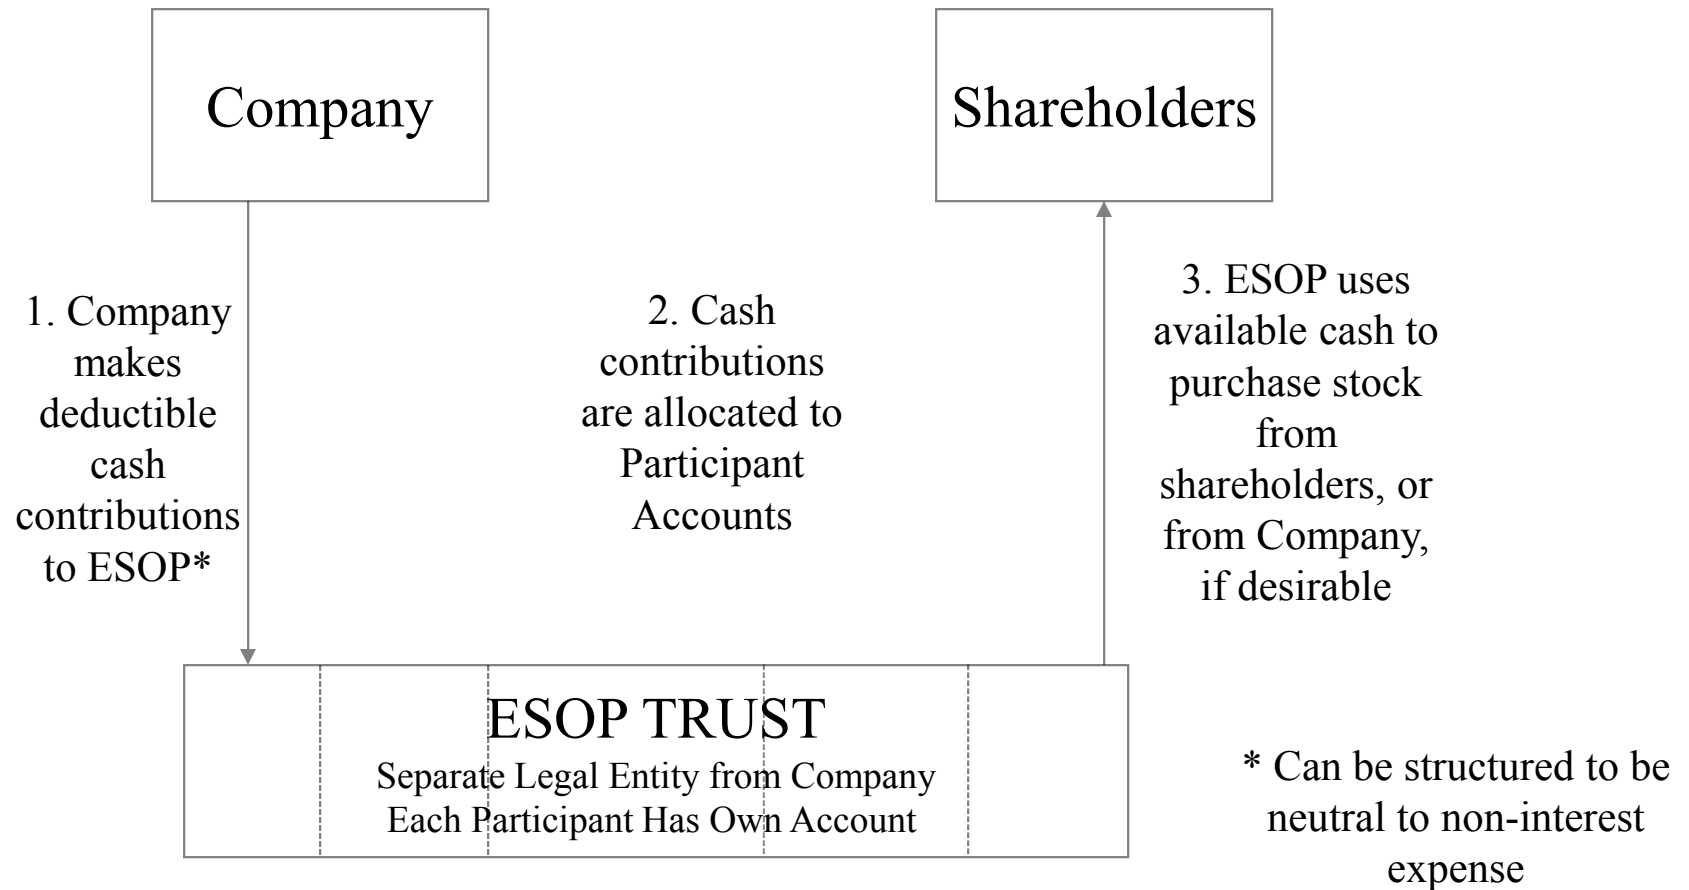 Company
Shareholders
1. Company
makes
deductible
cash
contributions
to ESOP*
2. Cash
contributions
are allocated to
Participant
Accounts
3. ESOP uses
available cash to
purchase stock
from
shareholders, or
from Company,
if desirable
ESOP TRUST
Separate Legal Entity from Company
Each Participant Has Own Account
* Can be structured to be
neutral to non-interest
expense